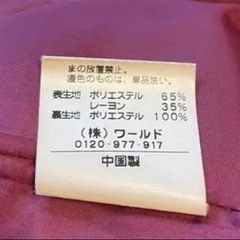 まの放置禁止。
濃色のものは、単品洗い。
表生地 ポリエステル 65%
レーヨン 35%
裏生地 ポリエステル 100%
(株) ワールド
0120-977-917
中国製